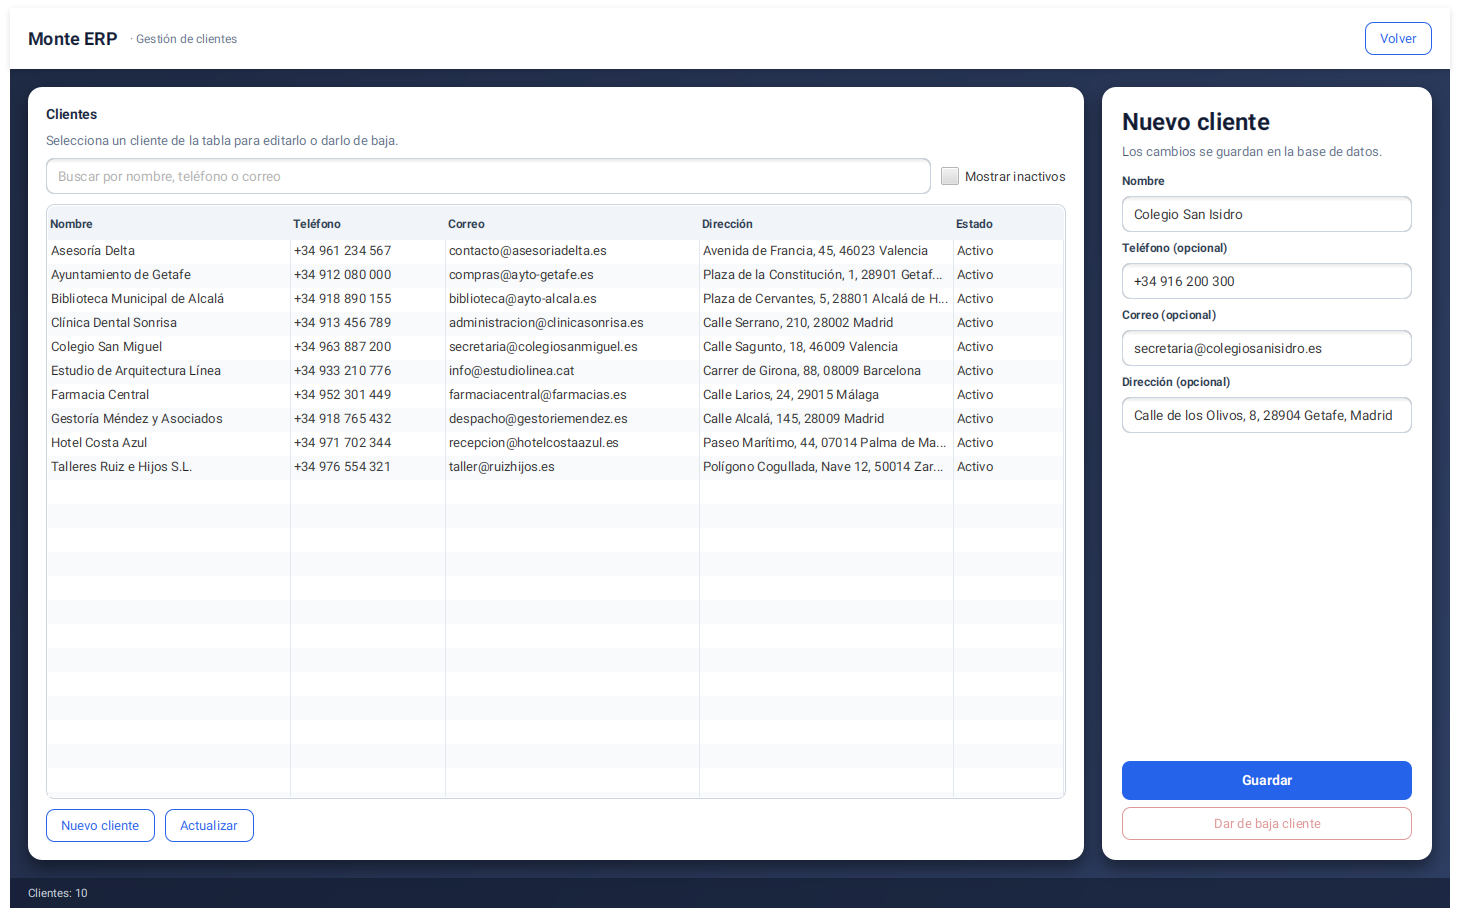 Monte ERP · Gestión de clientes
Volver
Clientes
Selecciona un cliente de la tabla para editarlo o darlo de baja.
Buscar por nombre, teléfono o correo
Mostrar inactivos
Nombre Teléfono Correo Dirección Estado
Asesoría Delta +34 961 234 567 contacto@asesoriadelta.es Avenida de Francia, 45, 46023 Valencia Activo
Ayuntamiento de Getafe +34 912 080 000 compras@ayto-getafe.es Plaza de la Constitución, 1, 28901 Getaf... Activo
Biblioteca Municipal de Alcalá +34 918 890 155 biblioteca@ayto-alcala.es Plaza de Cervantes, 5, 28801 Alcalá de H... Activo
Clínica Dental Sonrisa +34 913 456 789 administracion@clinicasonrisa.es Calle Serrano, 210, 28002 Madrid Activo
Colegio San Miguel +34 963 887 200 secretaria@colegiosanmiguel.es Calle Sagunto, 18, 46009 Valencia Activo
Estudio de Arquitectura Línea +34 933 210 776 info@estudiolinea.cat Carrer de Girona, 88, 08009 Barcelona Activo
Farmacia Central +34 952 301 449 farmaciacentral@farmacias.es Calle Larios, 24, 29015 Málaga Activo
Gestoría Méndez y Asociados +34 918 765 432 despacho@gestoriemendez.es Calle Alcalá, 145, 28009 Madrid Activo
Hotel Costa Azul +34 971 702 344 recepcion@hotelcostaazul.es Paseo Marítimo, 44, 07014 Palma de Ma... Activo
Talleres Ruiz e Hijos S.L. +34 976 554 321 taller@ruizhijos.es Polígono Cogullada, Nave 12, 50014 Zar... Activo
Nuevo cliente
Actualizar
Nuevo cliente
Los cambios se guardan en la base de datos.
Nombre
Colegio San Isidro
Teléfono (opcional)
+34 916 200 300
Correo (opcional)
secretaria@colegiosanisidro.es
Dirección (opcional)
Calle de los Olivos, 8, 28904 Getafe, Madrid
Guardar
Dar de baja cliente
Clientes: 10